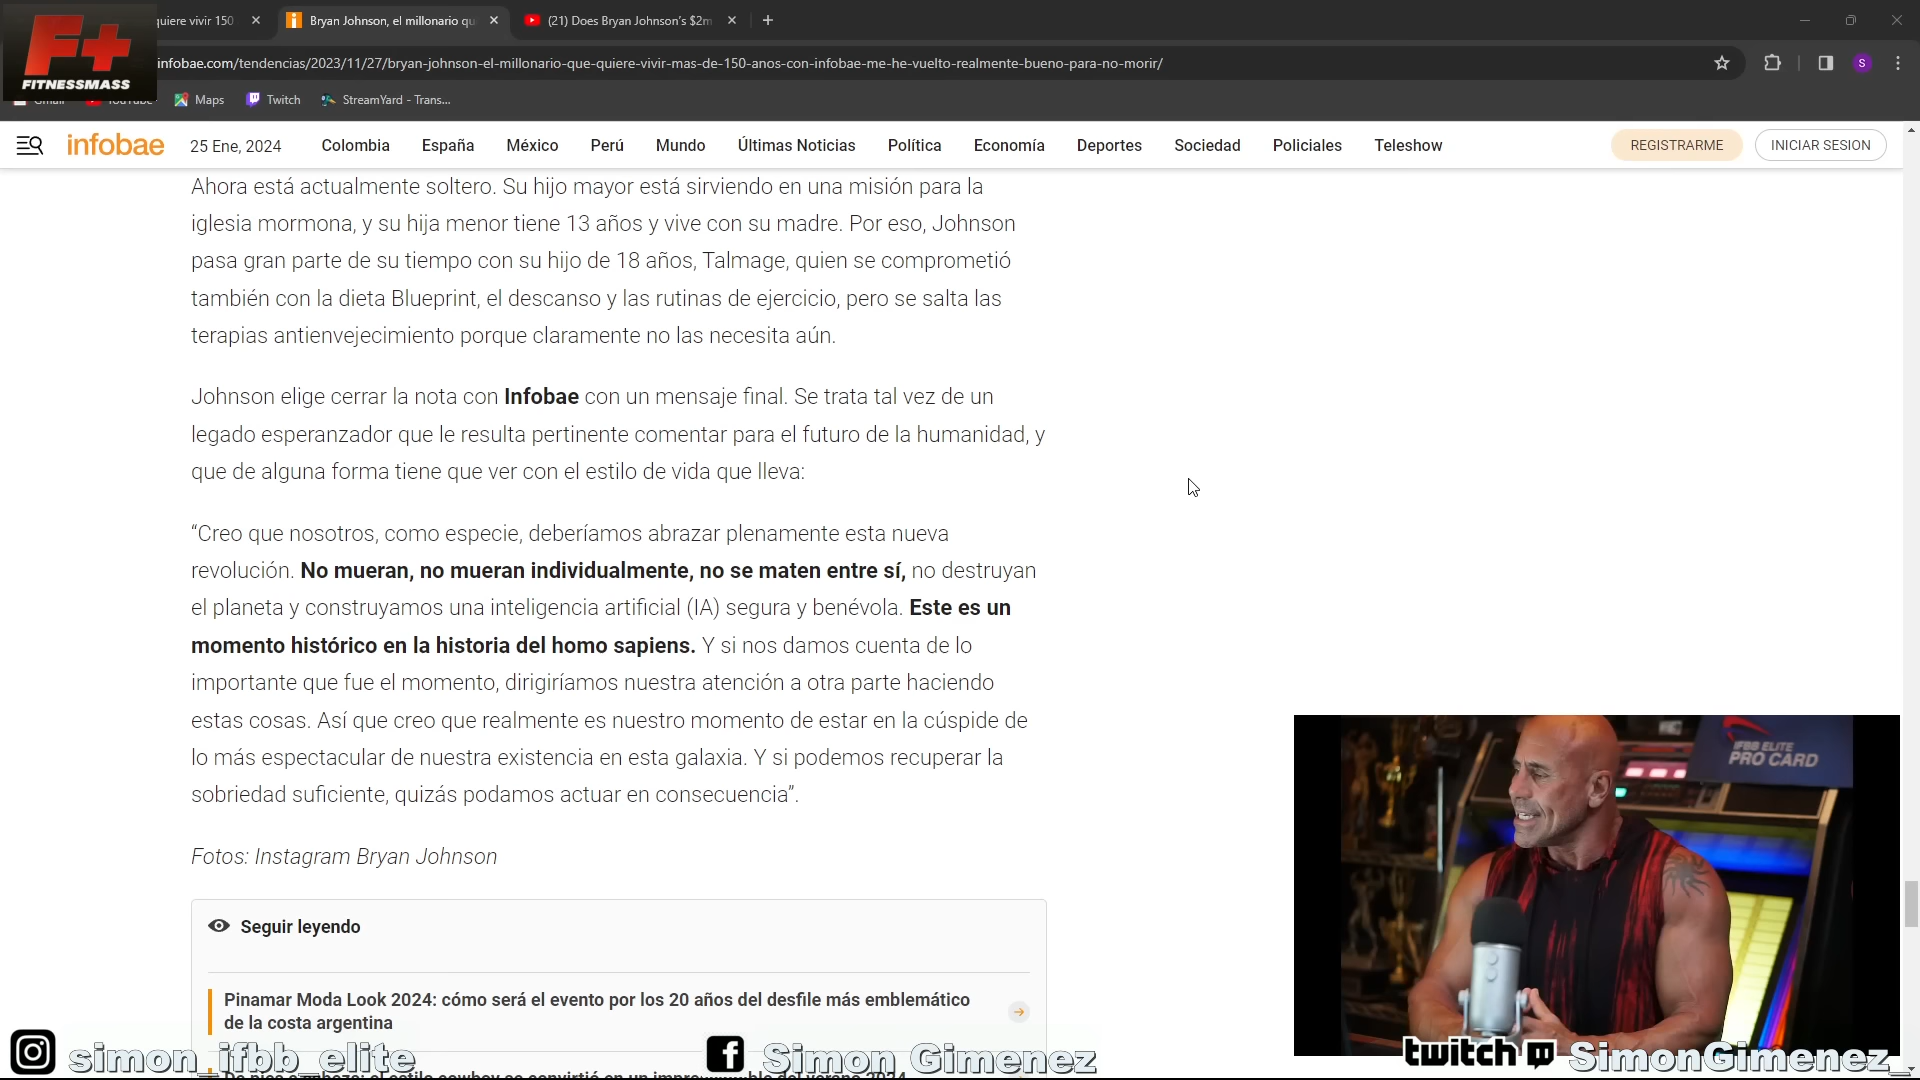 quiere vivir 150
Bryan Johnson, el millonario qu
(21) Does Bryan Johnson's $2m
F+
FITNESSMASS
infobae.com/tendencias/2023/11/27/bryan-johnson-el-millonario-que-quiere-vivir-mas-de-150-anos-con-infobae-me-he-vuelto-realmente-bueno-para-no-morir/
S
Gmail
YouTube
Maps
Twitch
StreamYard - Trans...
infobae
25 Ene, 2024
Colombia
España
México
Perú
Mundo
Últimas Noticias
Política
Economía
Deportes
Sociedad
Policiales
Teleshow
REGISTRARME
INICIAR SESION
Ahora está actualmente soltero. Su hijo mayor está sirviendo en una misión para la
iglesia mormona, y su hija menor tiene 13 años y vive con su madre. Por eso, Johnson
pasa gran parte de su tiempo con su hijo de 18 años, Talmage, quien se comprometió
también con la dieta Blueprint, el descanso y las rutinas de ejercicio, pero se salta las
terapias antienvejecimiento porque claramente no las necesita aún.
Johnson elige cerrar la nota con Infobae con un mensaje final. Se trata tal vez de un
legado esperanzador que le resulta pertinente comentar para el futuro de la humanidad, y
que de alguna forma tiene que ver con el estilo de vida que lleva:
“Creo que nosotros, como especie, deberíamos abrazar plenamente esta nueva
revolución. No mueran, no mueran individualmente, no se maten entre sí, no destruyan
el planeta y construyamos una inteligencia artificial (IA) segura y benévola. Este es un
momento histórico en la historia del homo sapiens. Y si nos damos cuenta de lo
importante que fue el momento, dirigiríamos nuestra atención a otra parte haciendo
estas cosas. Así que creo que realmente es nuestro momento de estar en la cúspide de
lo más espectacular de nuestra existencia en esta galaxia. Y si podemos recuperar la
sobriedad suficiente, quizás podamos actuar en consecuencia”.
Fotos: Instagram Bryan Johnson
Seguir leyendo
Pinamar Moda Look 2024: cómo será el evento por los 20 años del desfile más emblemático
de la costa argentina
IFBB ELITE
PRO CARD
simon_ifbb_elite
Simon Gimenez
twitch
SimonGimenez_